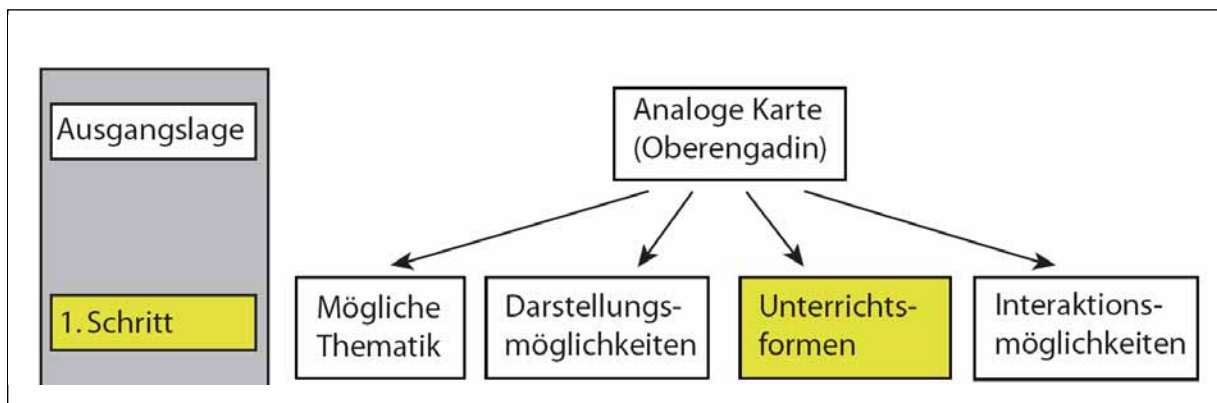 Ausgangslage
Analoge Karte
(Oberengadin)
1. Schritt
Mögliche
Thematik
Darstellungs-
möglichkeiten
Unterrichts-
formen
Interaktions-
möglichkeiten